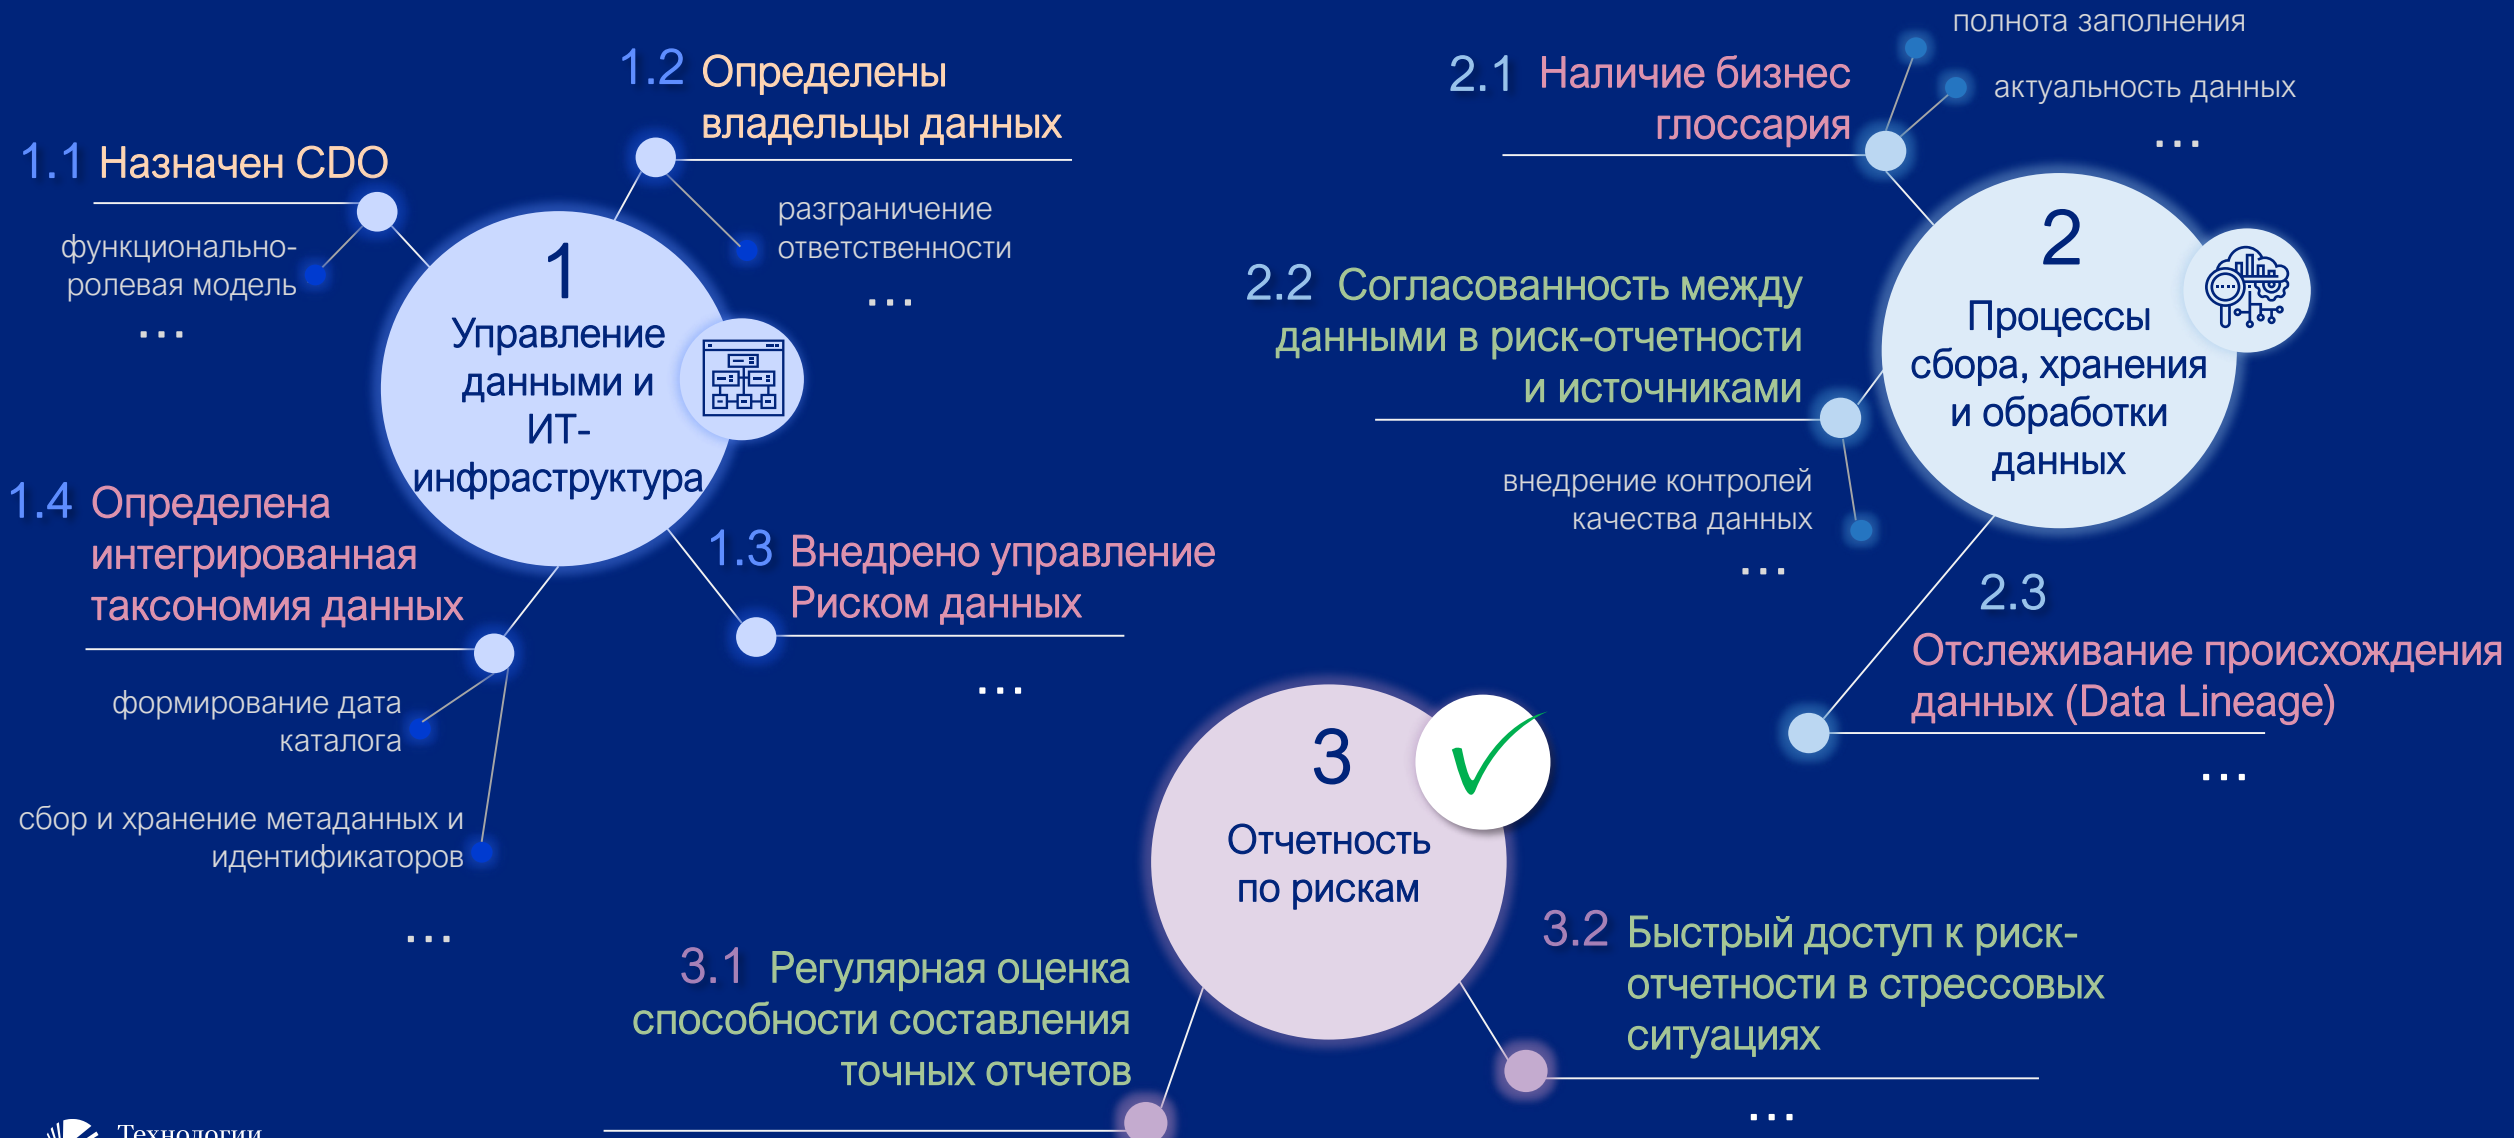 1.1 Назначен CDO
функционально-
ролевая модель
...
1.2 Определены
владельцы данных
разграничение
ответственности
...
1
Управление
данными и
ИТ-
инфраструктура
1.4 Определена
интегрированная
таксономия данных
формирование дата
каталога
сбор и хранение метаданных и
идентификаторов
...
1.3 Внедрено управление
Риском данных
...
2.1 Наличие бизнес
глоссария
полнота заполнения
актуальность данных
...
2
Процессы
сбора, хранения
и обработки
данных
2.2 Согласованность между
данными в риск-отчетности
и источниками
внедрение контролей
качества данных
...
2.3
Отслеживание происхождения
данных (Data Lineage)
...
3
Отчетность
по рискам
3.1 Регулярная оценка
способности составления
точных отчетов
3.2 Быстрый доступ к риск-
отчетности в стрессовых
ситуациях
...
Технологии